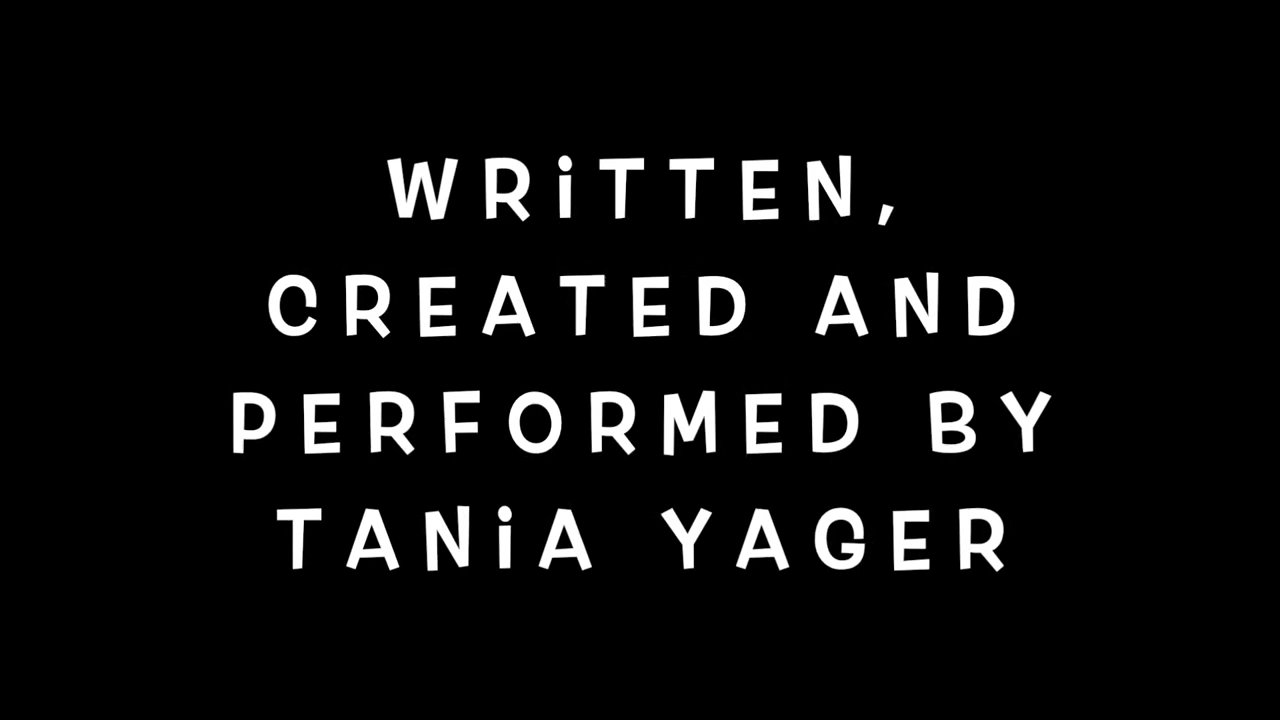 WRiTTEN,
CREATED AND
PERFORMED BY
TANiA YAGER